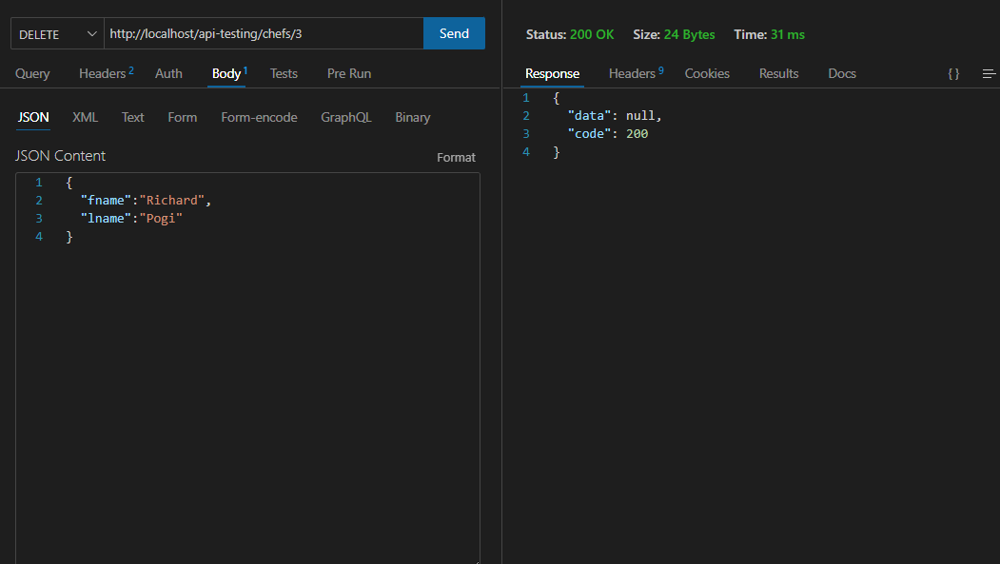 DELETE http://localhost/api-testing/chefs/3 Send
Query Headers 2 Auth Body 1 Tests Pre Run
JSON XML Text Form Form-encode GraphQL Binary
JSON Content Format
1 {
2 "fname":"Richard",
3 "lname":"Pogi"
4 }
Status: 200 OK Size: 24 Bytes Time: 31 ms
Response Headers 9 Cookies Results Docs { }
1 {
2 "data": null,
3 "code": 200
4 }